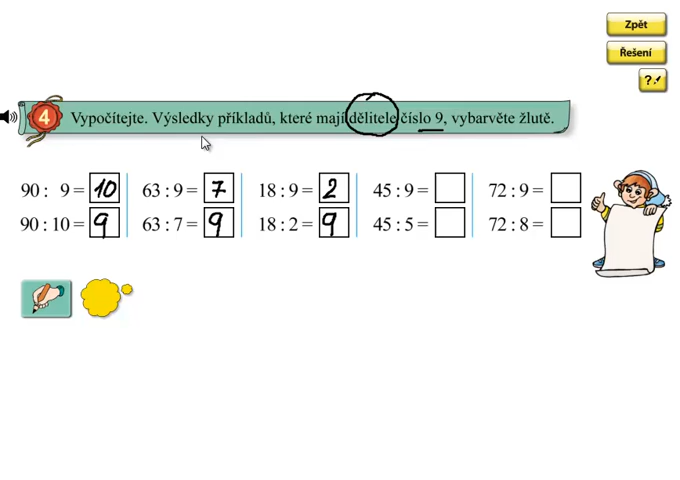 Zpět
Řešení
?✓
4 Vypočítejte. Výsledky příkladů, které mají dělitele číslo 9, vybarvěte žlutě.
90 : 9 = 10 63 : 9 = 7 18 : 9 = 2 45 : 9 = 72 : 9 =
90 : 10 = 9 63 : 7 = 9 18 : 2 = 9 45 : 5 = 72 : 8 =